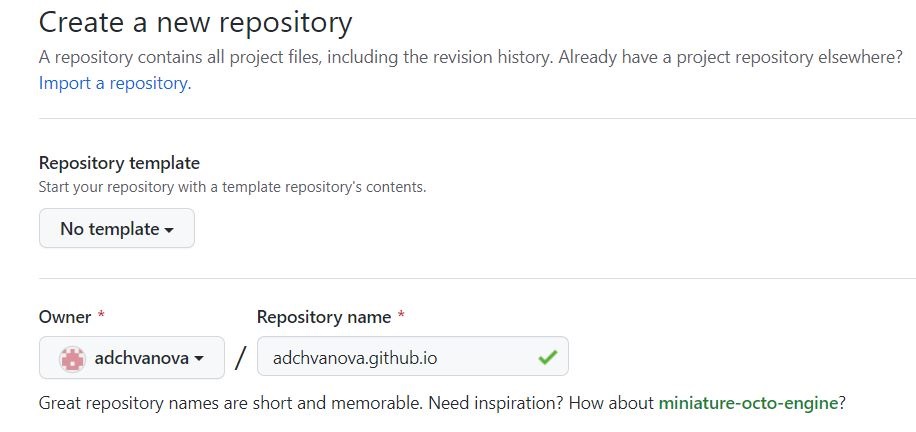 Create a new repository
A repository contains all project files, including the revision history. Already have a project repository elsewhere?
Import a repository.
Repository template
Start your repository with a template repository's contents.
No template
Owner * Repository name *
adchvanova / adchvanova.github.io
Great repository names are short and memorable. Need inspiration? How about miniature-octo-engine?